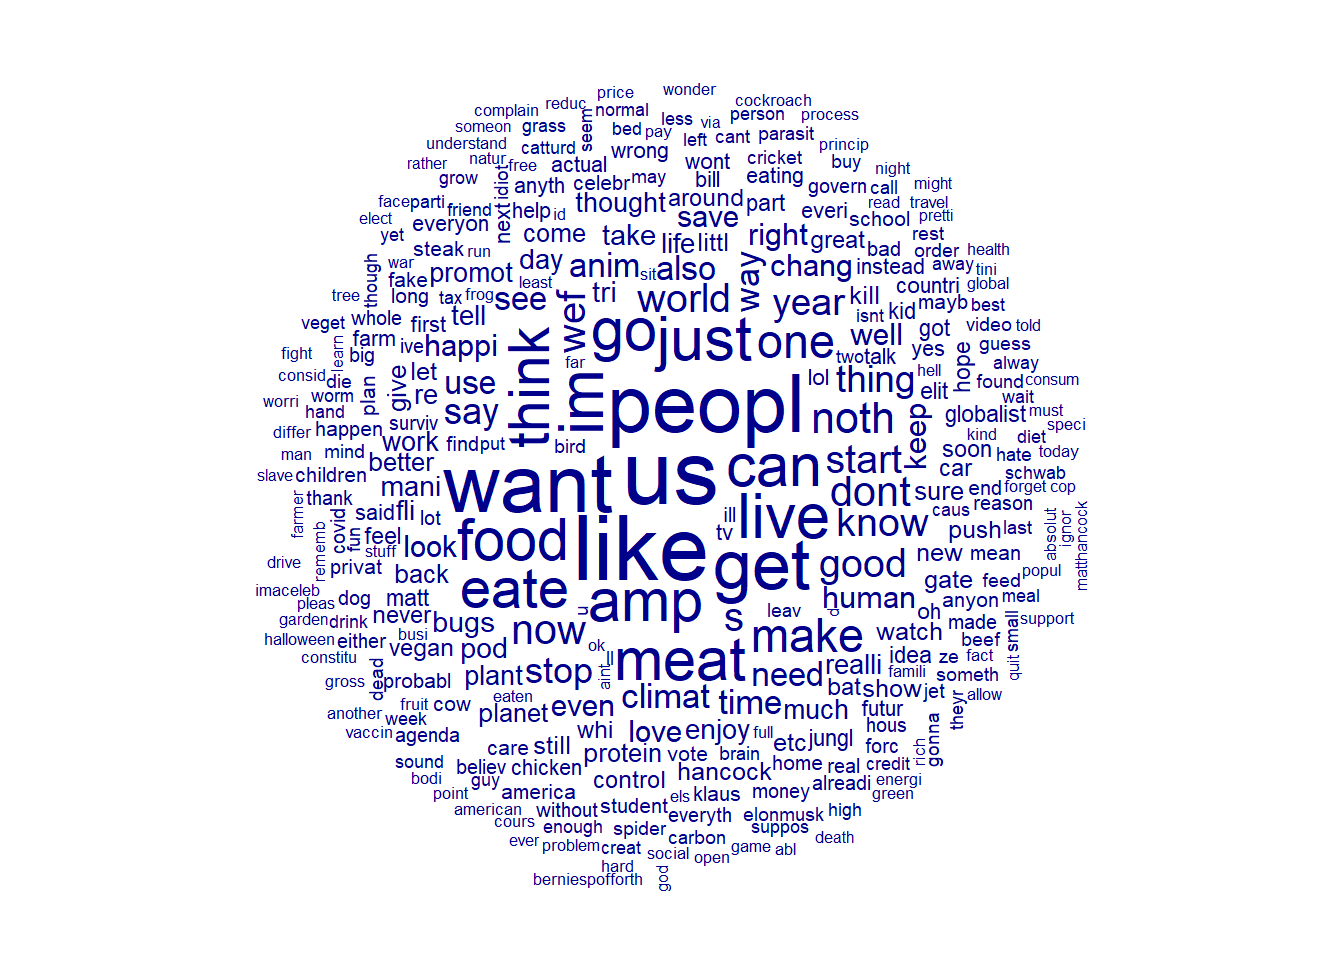 price wonder
complain reduc normal cockroach
someon grass seem less via person process
understand catturd bed pay left cant parasit princip
rather natur free actual wrong wont cricket buy night
grow idiot anyth celebr may bill eating govern call might
faceparti friend next help id thought around part everi read travel
elect everyon save school pretti
yet steak run come take life littl right great bad order rest health
war day anim sit also way chang instead away tini
though fake promot least countri global
tree long tax frog see wef tri world year kill mayb best
veget whole first tell isnt kid got video told
fight learn farm ive happi think go just one well yes hope guess
consid big let far twotalk hell alway
die plan give re use im lol thing elit found consum
worri worm peopl noth wait
hand say keep globalist must
differ happen surviv work findput bird kind speci
man mind better can start soon diet today
slave children mani want us car hate schwab
farmer thank saidfli live dont sure end forget cop
covid fun lot ill know caus reason absolut ignor
rememb feel look food like tv push last matthancock
drive stuff get good new mean
privat back gate feed popul
imaceleb dog matt eate amp human anyon meal
pleas s leav d oh
garden drink never bugs u made small support
halloween either busi now make watch beef
constitu vegan pod ok ll meat idea ze fact quit
gross dead probabl plant stop aint need realli famili someth
fruit cow eaten climat bat show jet allow
another week planet even time much futur theyr
vaccin agenda whi love enjoy full hous gonna
care still etc jungl
sound believ chicken protein vote brain home real forc credit rich
bodi guy control hancock alreadi energi
point america els klaus money green
american without student everyth elonmusk high
cours enough spider carbon suppos
ever problem creat social open game abl death
hard
berniespofforth god